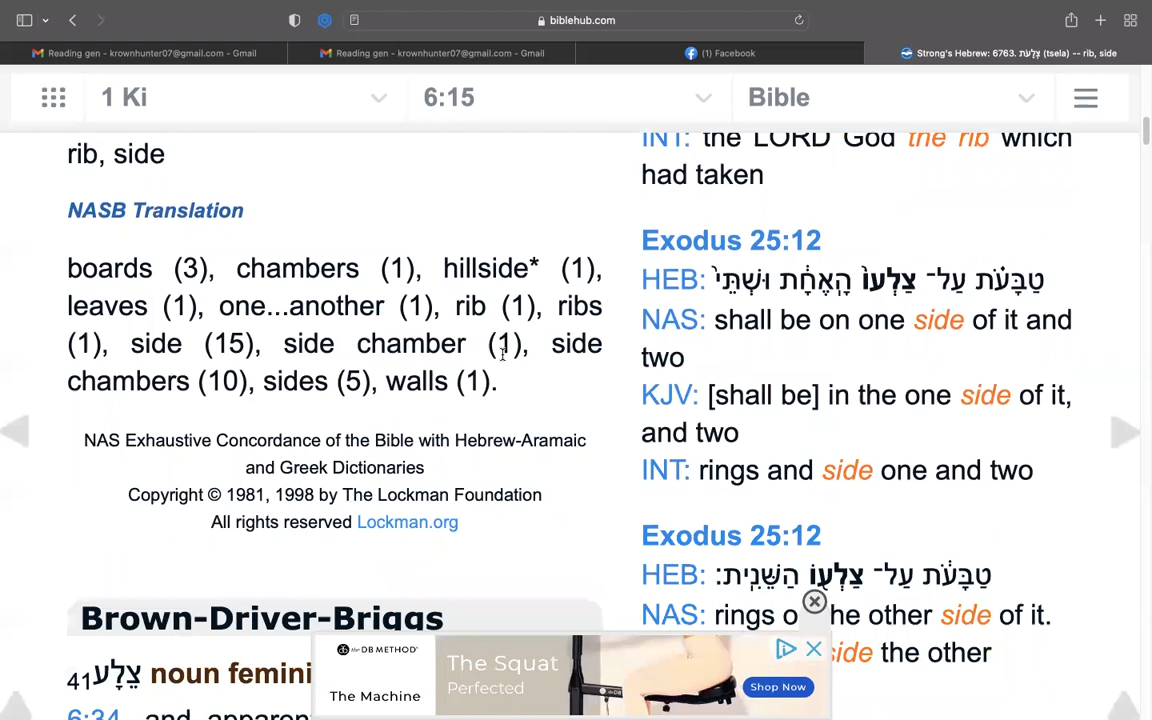 biblehub.com
Reading gen - krownhunter07@gmail.com - Gmail
Reading gen - krownhunter07@gmail.com - Gmail
(1) Facebook
Strong's Hebrew: 6763. צֵלָע (tsela) -- rib, side
1 Ki
6:15
Bible
rib, side
NASB Translation
boards (3), chambers (1), hillside* (1),
leaves (1), one...another (1), rib (1), ribs
(1), side (15), side chamber (1), side
chambers (10), sides (5), walls (1).
NAS Exhaustive Concordance of the Bible with Hebrew-Aramaic
and Greek Dictionaries
Copyright © 1981, 1998 by The Lockman Foundation
All rights reserved Lockman.org
Brown-Driver-Briggs
41 צֵלָע noun femini
6:34
INT: the LORD God the rib which
had taken
Exodus 25:12
HEB: טַבָּעֹ֗ת עַל־ צַלְעוֹ֙ הָֽאֶחָ֔ת וּשְׁתֵּי֙
NAS: shall be on one side of it and
two
KJV: [shall be] in the one side of it,
and two
INT: rings and side one and two
Exodus 25:12
HEB: טַבָּעֹ֔ת עַל־ צַלְע֖וֹ הַשֵּׁנִֽית׃
NAS: rings o he other side of it.
side the other
the DB METHOD
The Machine
The Squat
Perfected
Shop Now